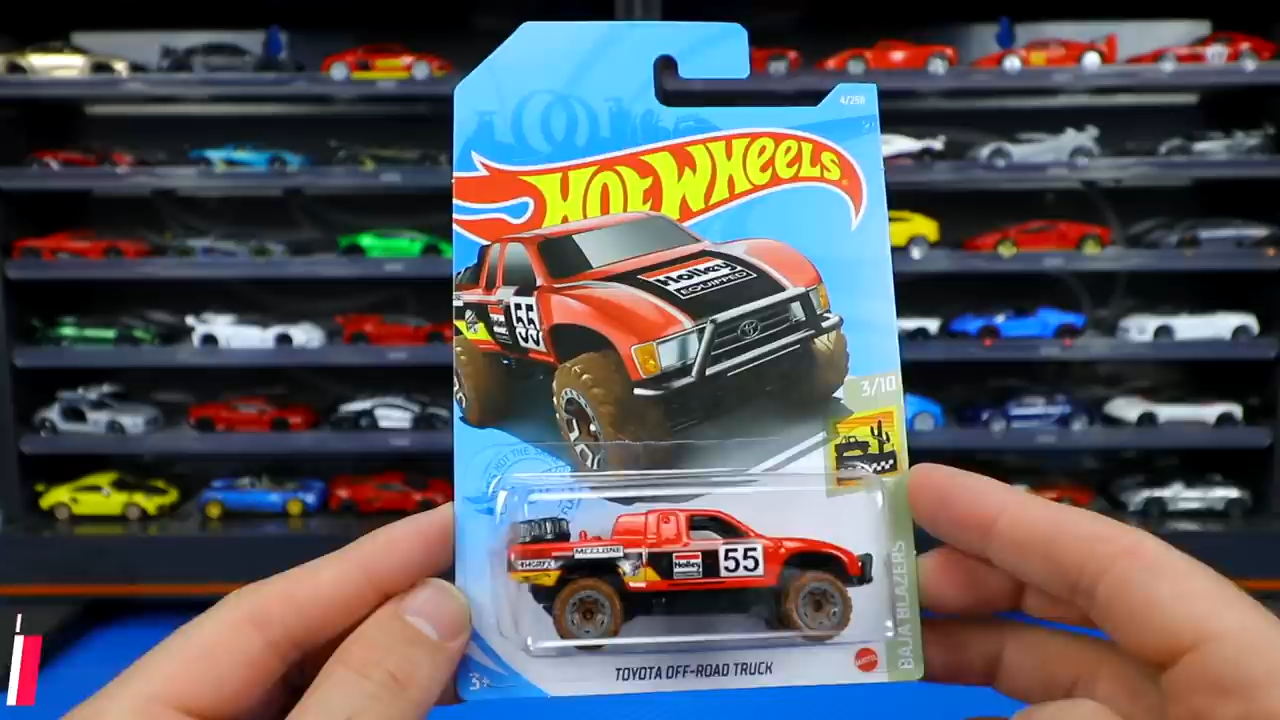 4/250
HOT WHEELS
Holley
EQUIPPED
55
3/10
MCCLONE
Holley
55
BAJA BLAZERS
TOYOTA OFF-ROAD TRUCK
MATTEL
3+